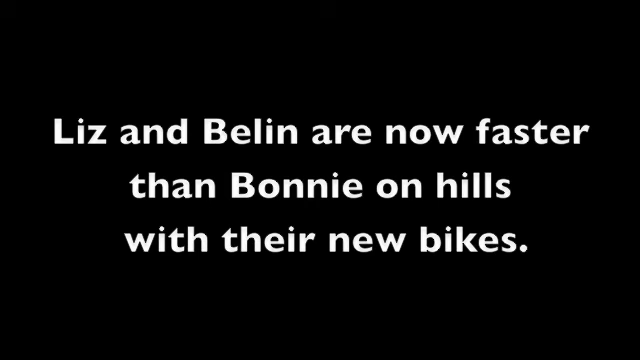 Liz and Belin are now faster
than Bonnie on hills
with their new bikes.